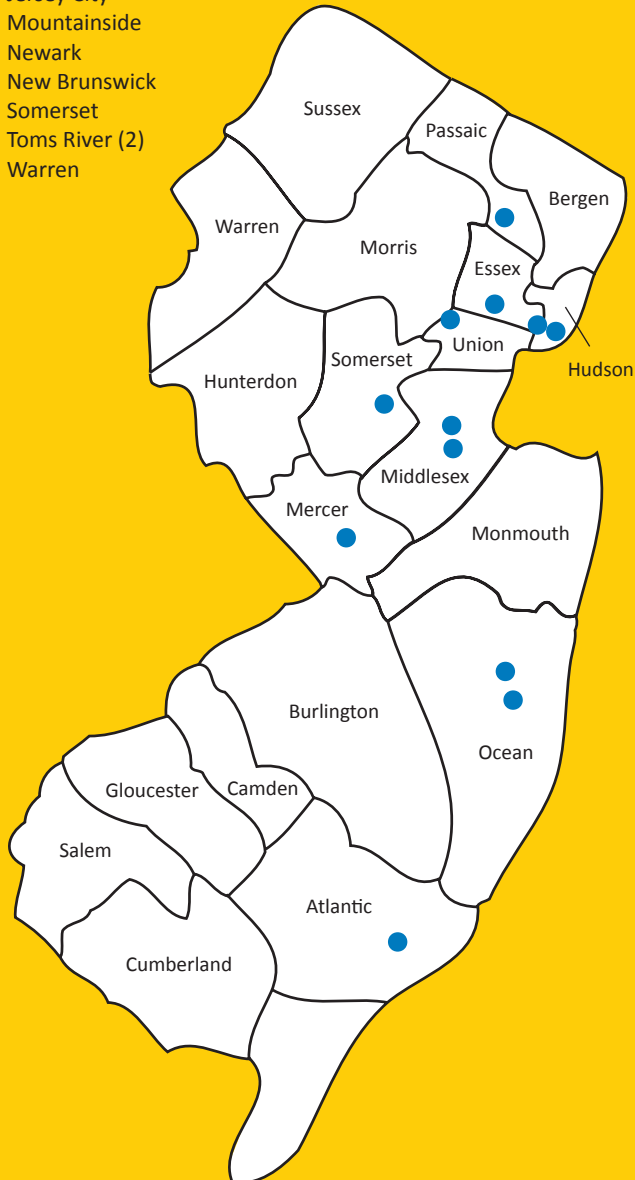 Mountainside
Newark
New Brunswick
Somerset
Toms River (2)
Warren
Sussex
Passaic
Bergen
Warren
Morris
Essex
Union
Hudson
Somerset
Hunterdon
Middlesex
Mercer
Monmouth
Burlington
Ocean
Camden
Gloucester
Salem
Atlantic
Cumberland